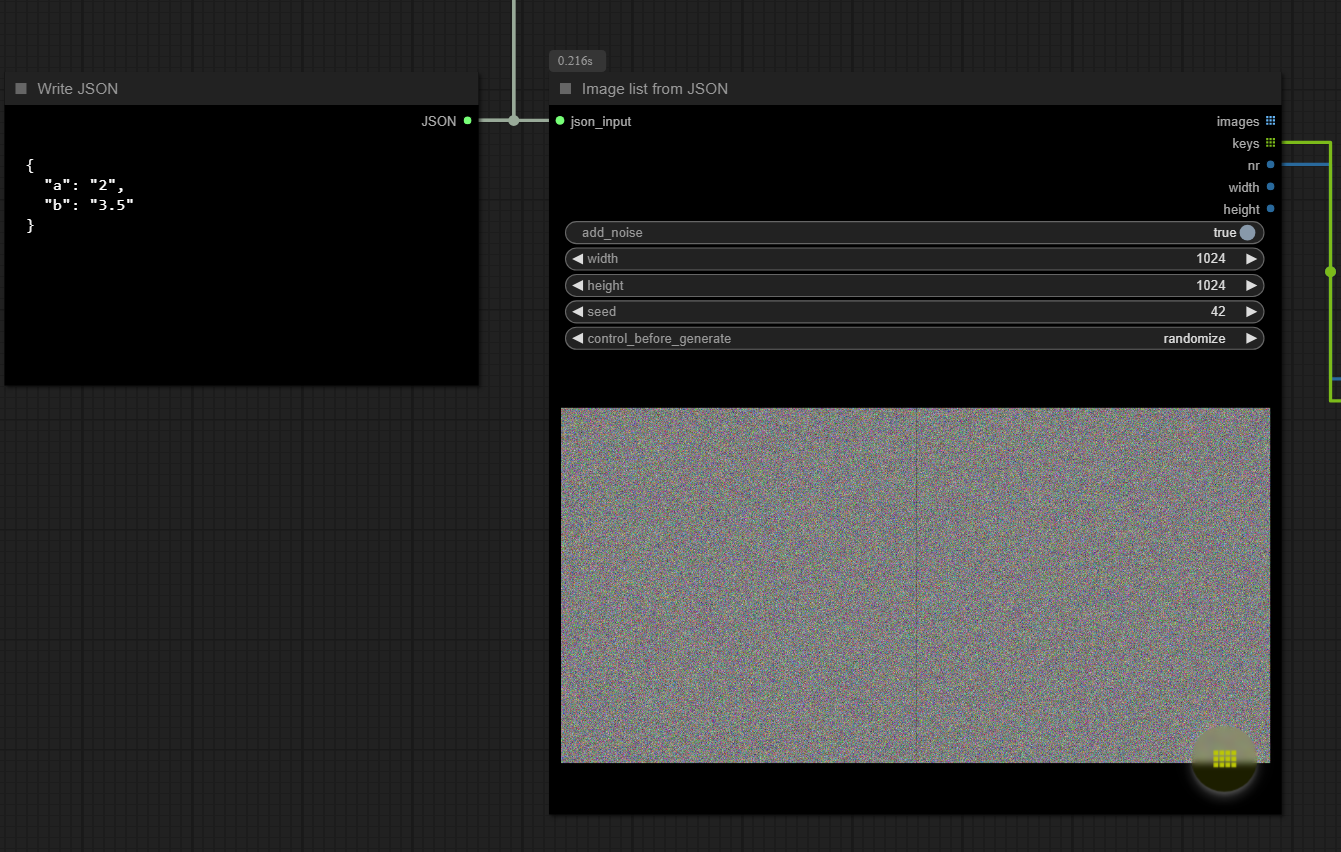 0.216s
Write JSON
Image list from JSON
JSON
json_input
images
keys
nr
width
height
{
"a": "2",
"b": "3.5"
}
add_noise true
width 1024
height 1024
seed 42
control_before_generate randomize